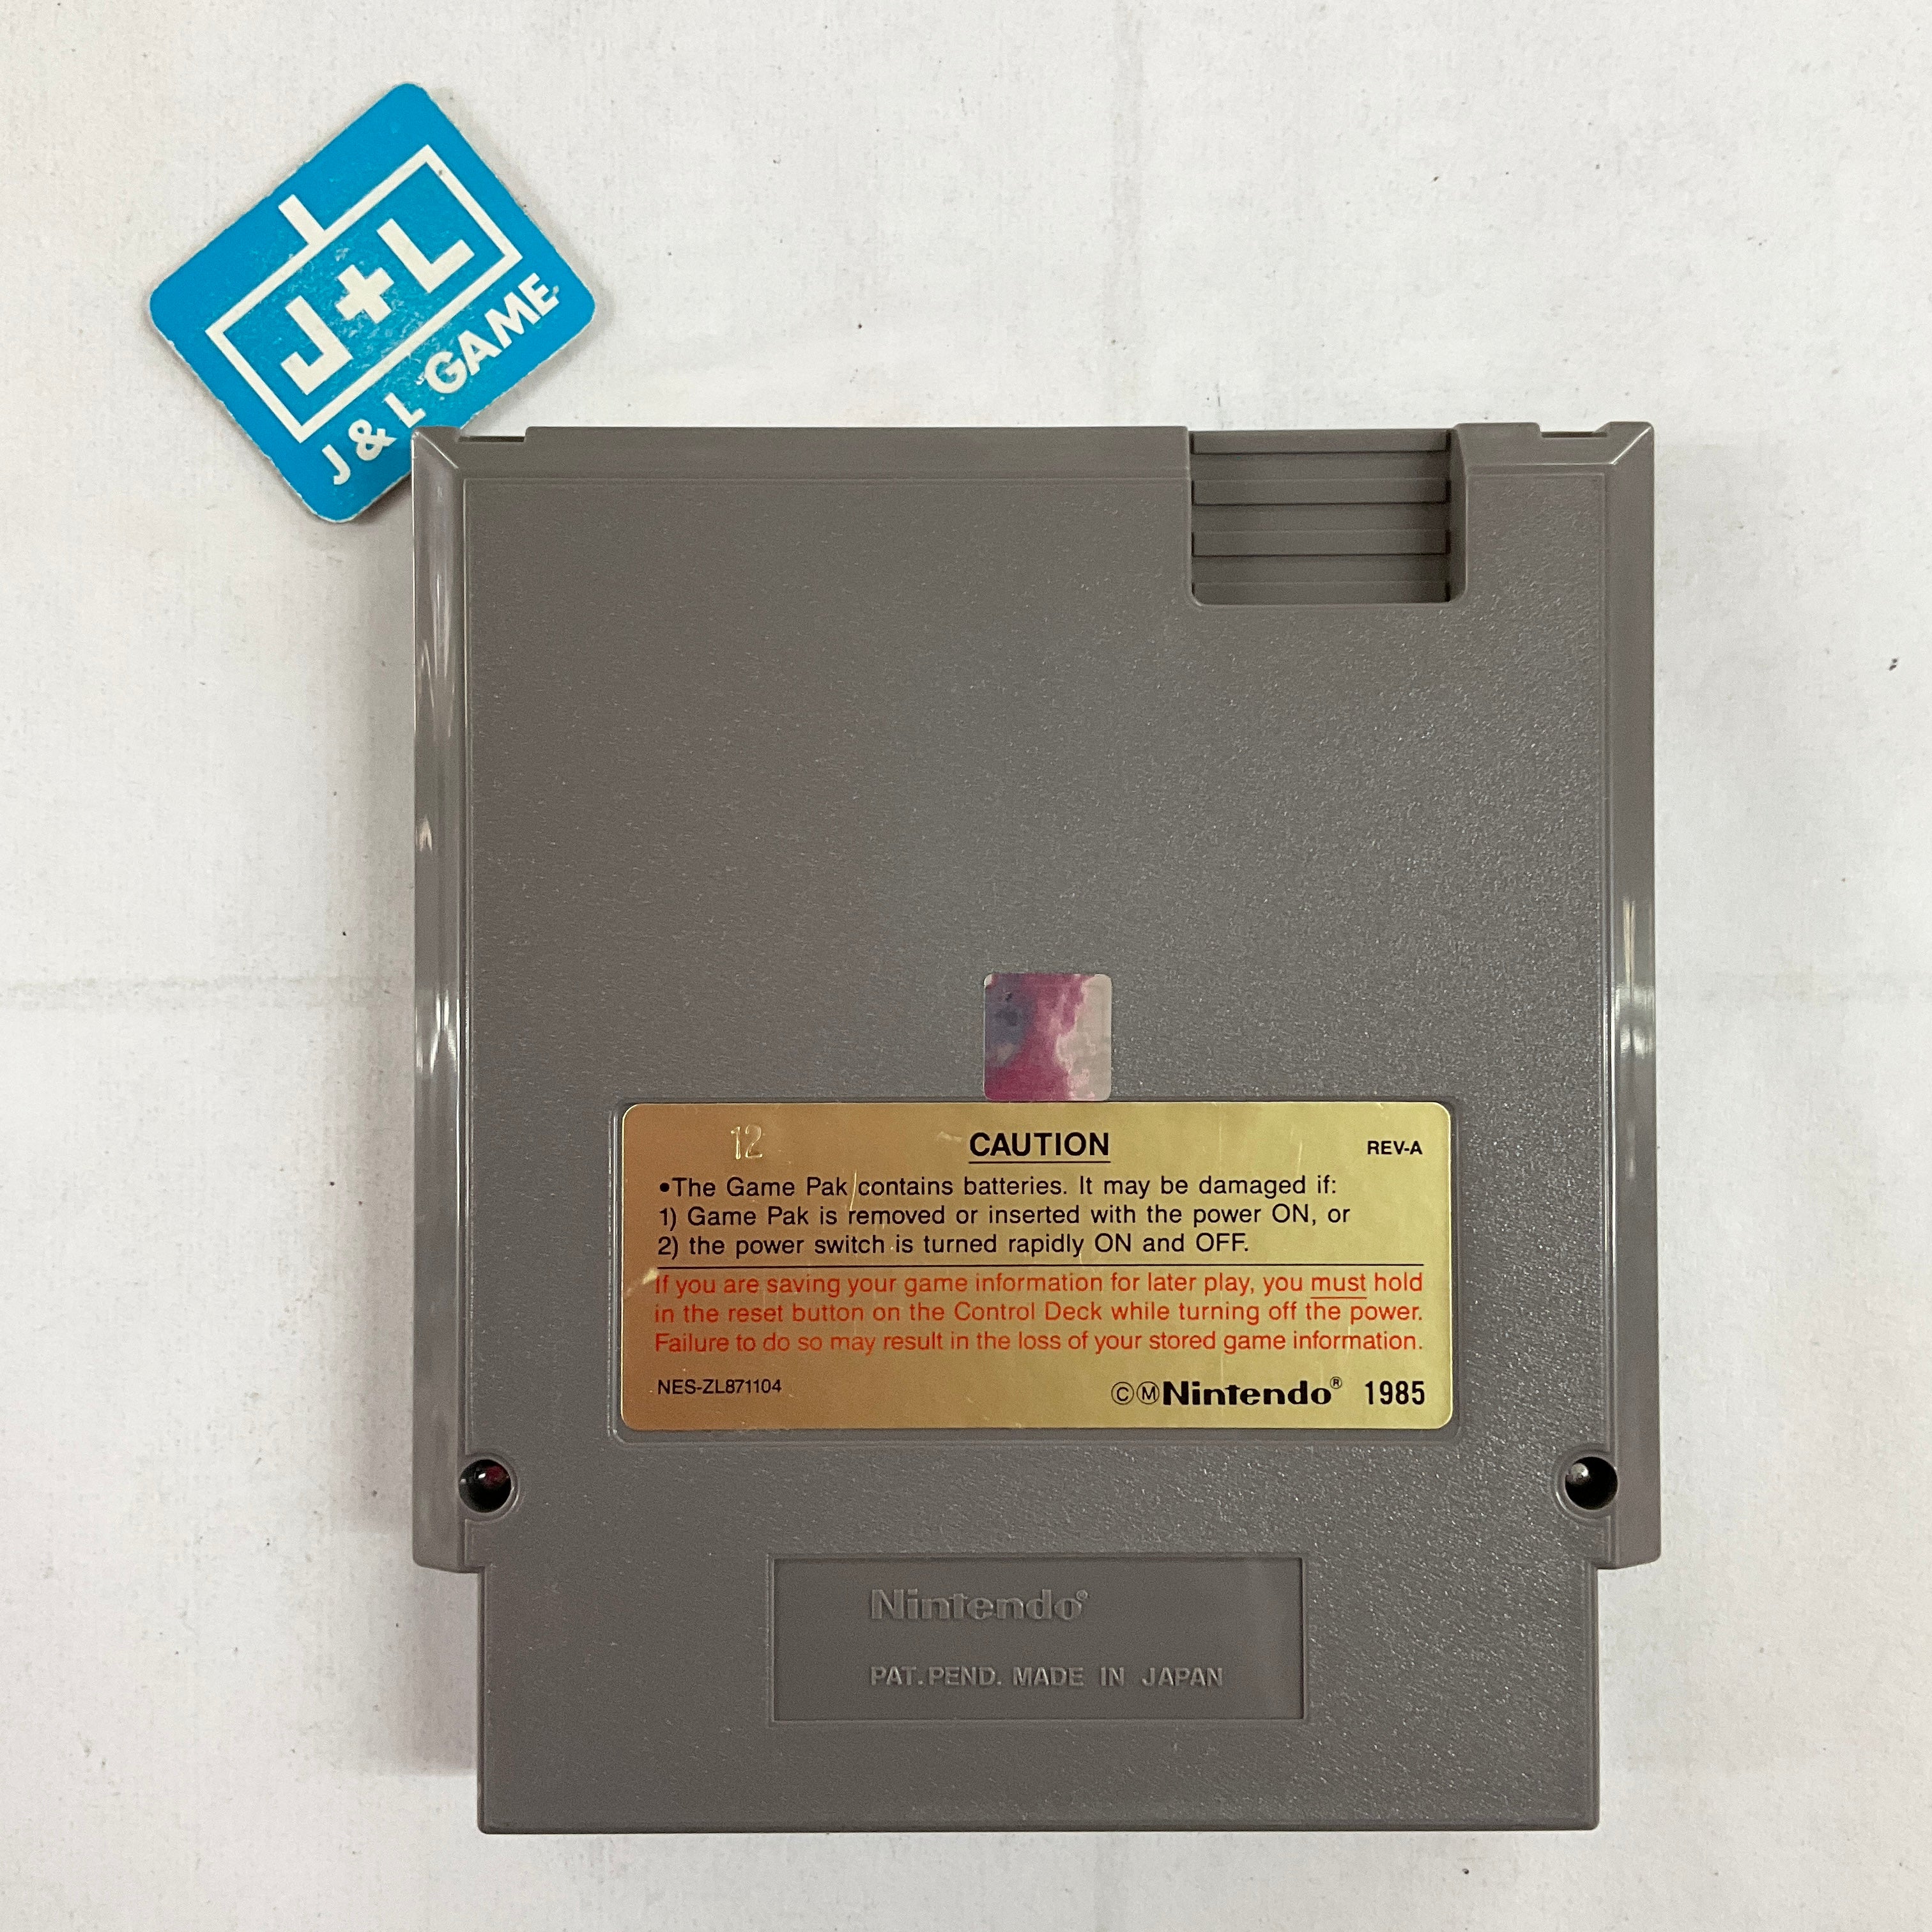 J+L
J & L GAME
12 CAUTION REV-A
•The Game Pak contains batteries. It may be damaged if:
1) Game Pak is removed or inserted with the power ON, or
2) the power switch is turned rapidly ON and OFF.
If you are saving your game information for later play, you must hold
in the reset button on the Control Deck while turning off the power.
Failure to do so may result in the loss of your stored game information.
NES-ZL871104 ⒸⓂNintendo® 1985
Nintendo®
PAT. PEND. MADE IN JAPAN